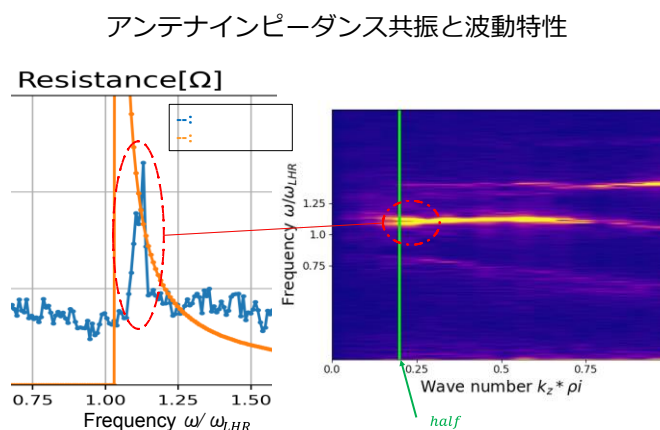 アンテナインピーダンス共振と波動特性
Resistance[Ω]
0.75 1.00 1.25 1.50
Frequency ω/ ω_LHR
Frequency ω/ω_LHR
1.25
1.0
0.75
0.0 0.25 0.5 0.75
Wave number k_z * ρi
half